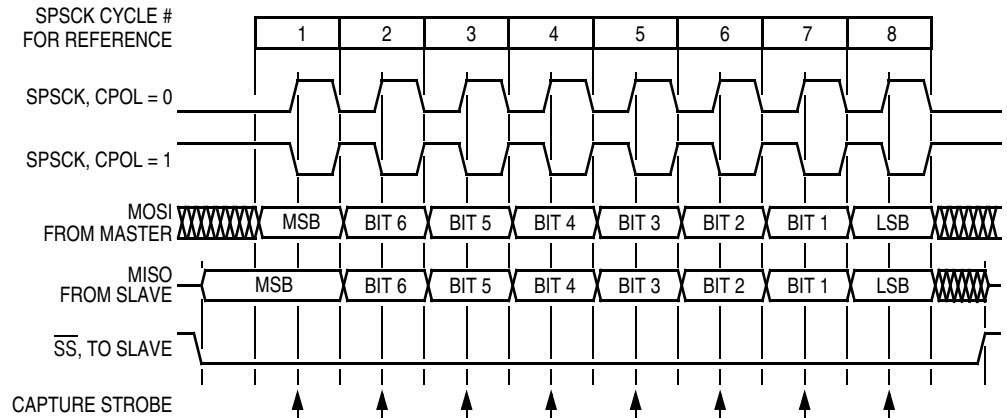 SPSCK CYCLE #
FOR REFERENCE
1 2 3 4 5 6 7 8
SPSCK, CPOL = 0
SPSCK, CPOL = 1
MOSI
FROM MASTER
MSB BIT 6 BIT 5 BIT 4 BIT 3 BIT 2 BIT 1 LSB
MISO
FROM SLAVE
MSB BIT 6 BIT 5 BIT 4 BIT 3 BIT 2 BIT 1 LSB
S̅S̅, TO SLAVE
CAPTURE STROBE